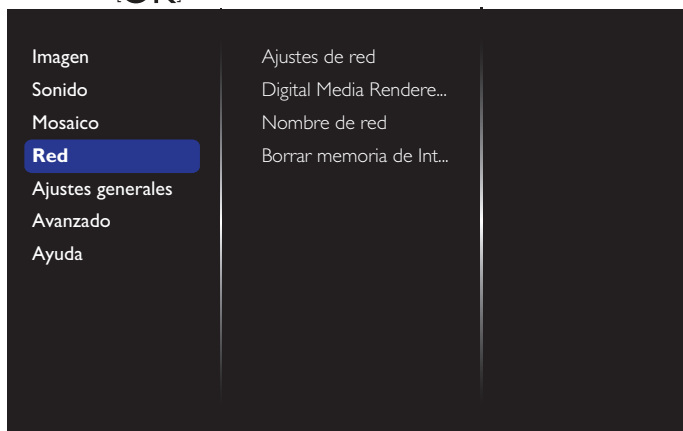 [OK]
Imagen
Sonido
Mosaico
Red
Ajustes generales
Avanzado
Ayuda
Ajustes de red
Digital Media Rendere...
Nombre de red
Borrar memoria de Int...